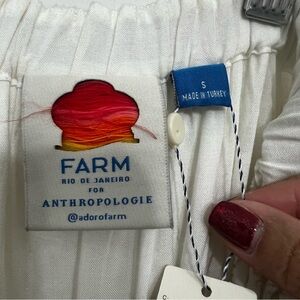 FARM
RIO DE JANEIRO
FOR
ANTHROPOLOGIE
@adorofarm
S
MADE IN TURKEY